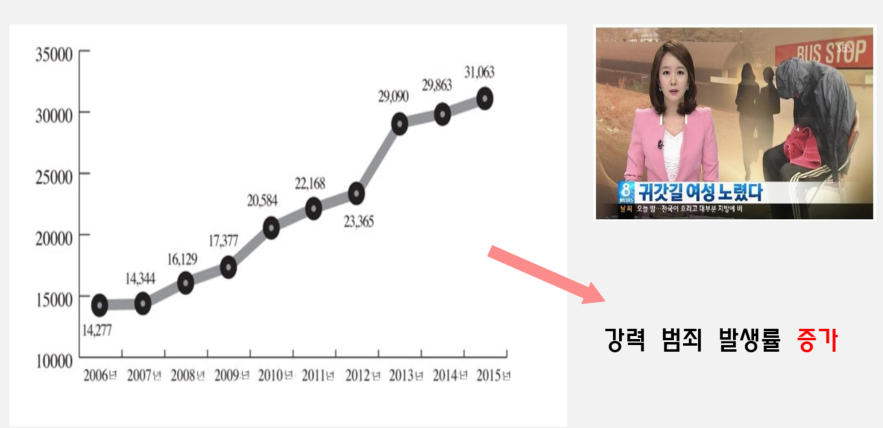 35000
30000
25000
20000
15000
10000
14,277
14,344
16,129
17,377
20,584
22,168
23,365
29,090
29,863
31,063
2006년 2007년 2008년 2009년 2010년 2011년 2012년 2013년 2014년 2015년
BUS STOP
SBS
8
귀갓길 여성 노렸다
날씨 오늘 밤…전국이 흐리고 대부분 지방에 비
강력 범죄 발생률 증가